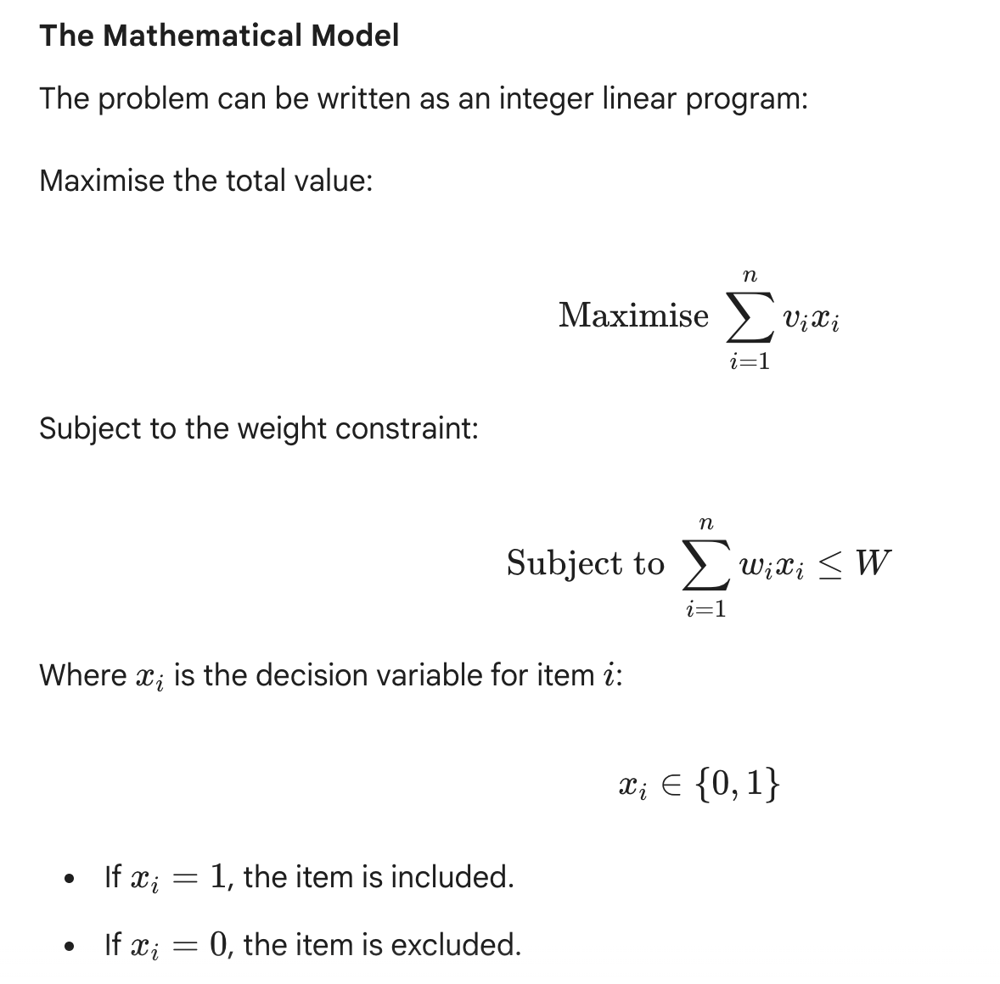 The Mathematical Model
The problem can be written as an integer linear program:
Maximise the total value:
Maximise \sum_{i=1}^{n} v_i x_i
Subject to the weight constraint:
Subject to \sum_{i=1}^{n} w_i x_i \leq W
Where x_i is the decision variable for item i:
x_i ∈ {0, 1}
• If x_i = 1, the item is included.
• If x_i = 0, the item is excluded.